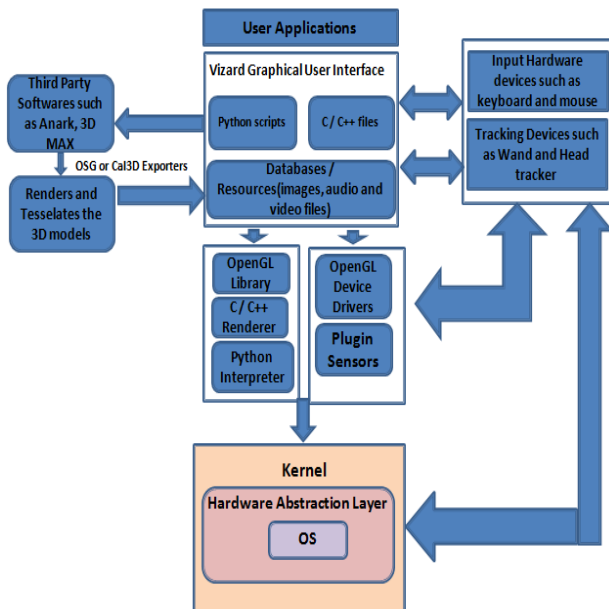 User Applications
Third Party
Softwares such
as Anark, 3D
MAX
OSG or Cal3D Exporters
Renders and
Tesselates the
3D models
Vizard Graphical User Interface
Python scripts
C/ C++ files
Databases /
Resources(images, audio and
video files)
Input Hardware
devices such as
keyboard and mouse
Tracking Devices such
as Wand and Head
tracker
OpenGL
Library
C/ C++
Renderer
Python
Interpreter
OpenGL
Device
Drivers
Plugin
Sensors
Kernel
Hardware Abstraction Layer
OS